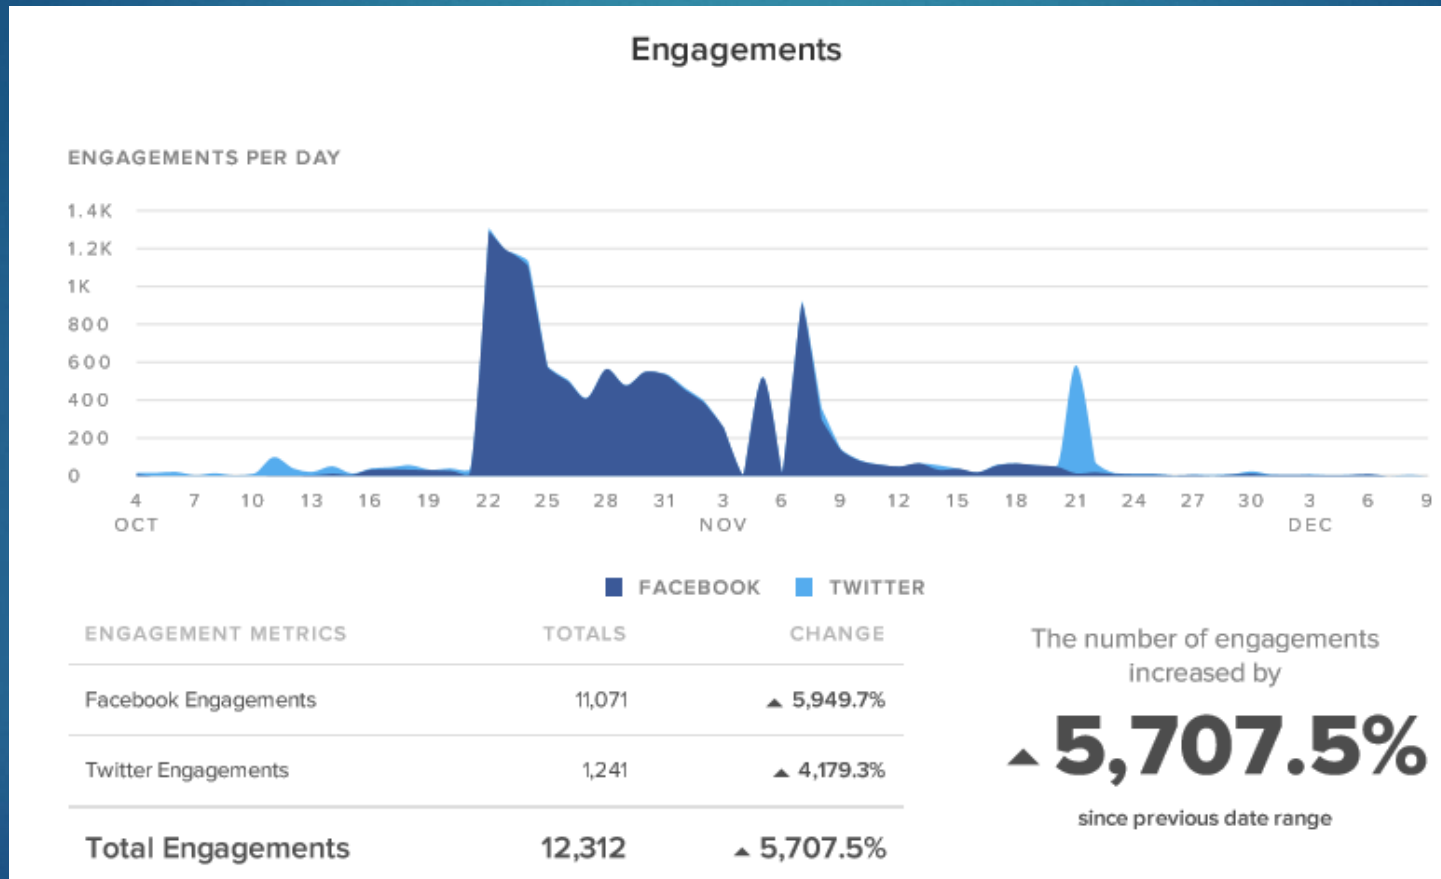 Engagements
ENGAGEMENTS PER DAY
1.4K
1.2K
1K
800
600
400
200
0
4 7 10 13 16 19 22 25 28 31 3 6 9 12 15 18 21 24 27 30 3 6 9
OCT NOV DEC
FACEBOOK TWITTER
ENGAGEMENT METRICS TOTALS CHANGE
Facebook Engagements 11,071 ▲ 5,949.7%
Twitter Engagements 1,241 ▲ 4,179.3%
Total Engagements 12,312 ▲ 5,707.5%
The number of engagements
increased by
▲ 5,707.5%
since previous date range